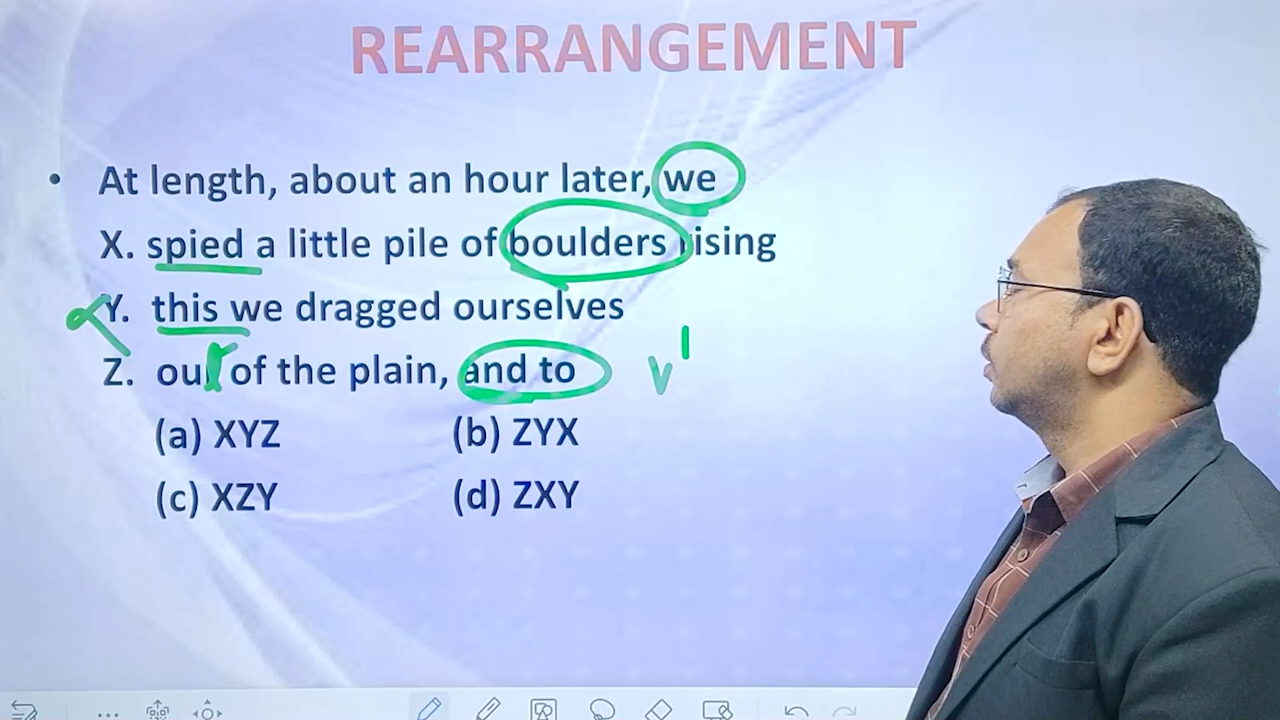 REARRANGEMENT
• At length, about an hour later, we
X. spied a little pile of boulders rising
Y. this we dragged ourselves
Z. out of the plain, and to V'
(a) XYZ (b) ZYX
(c) XZY (d) ZXY